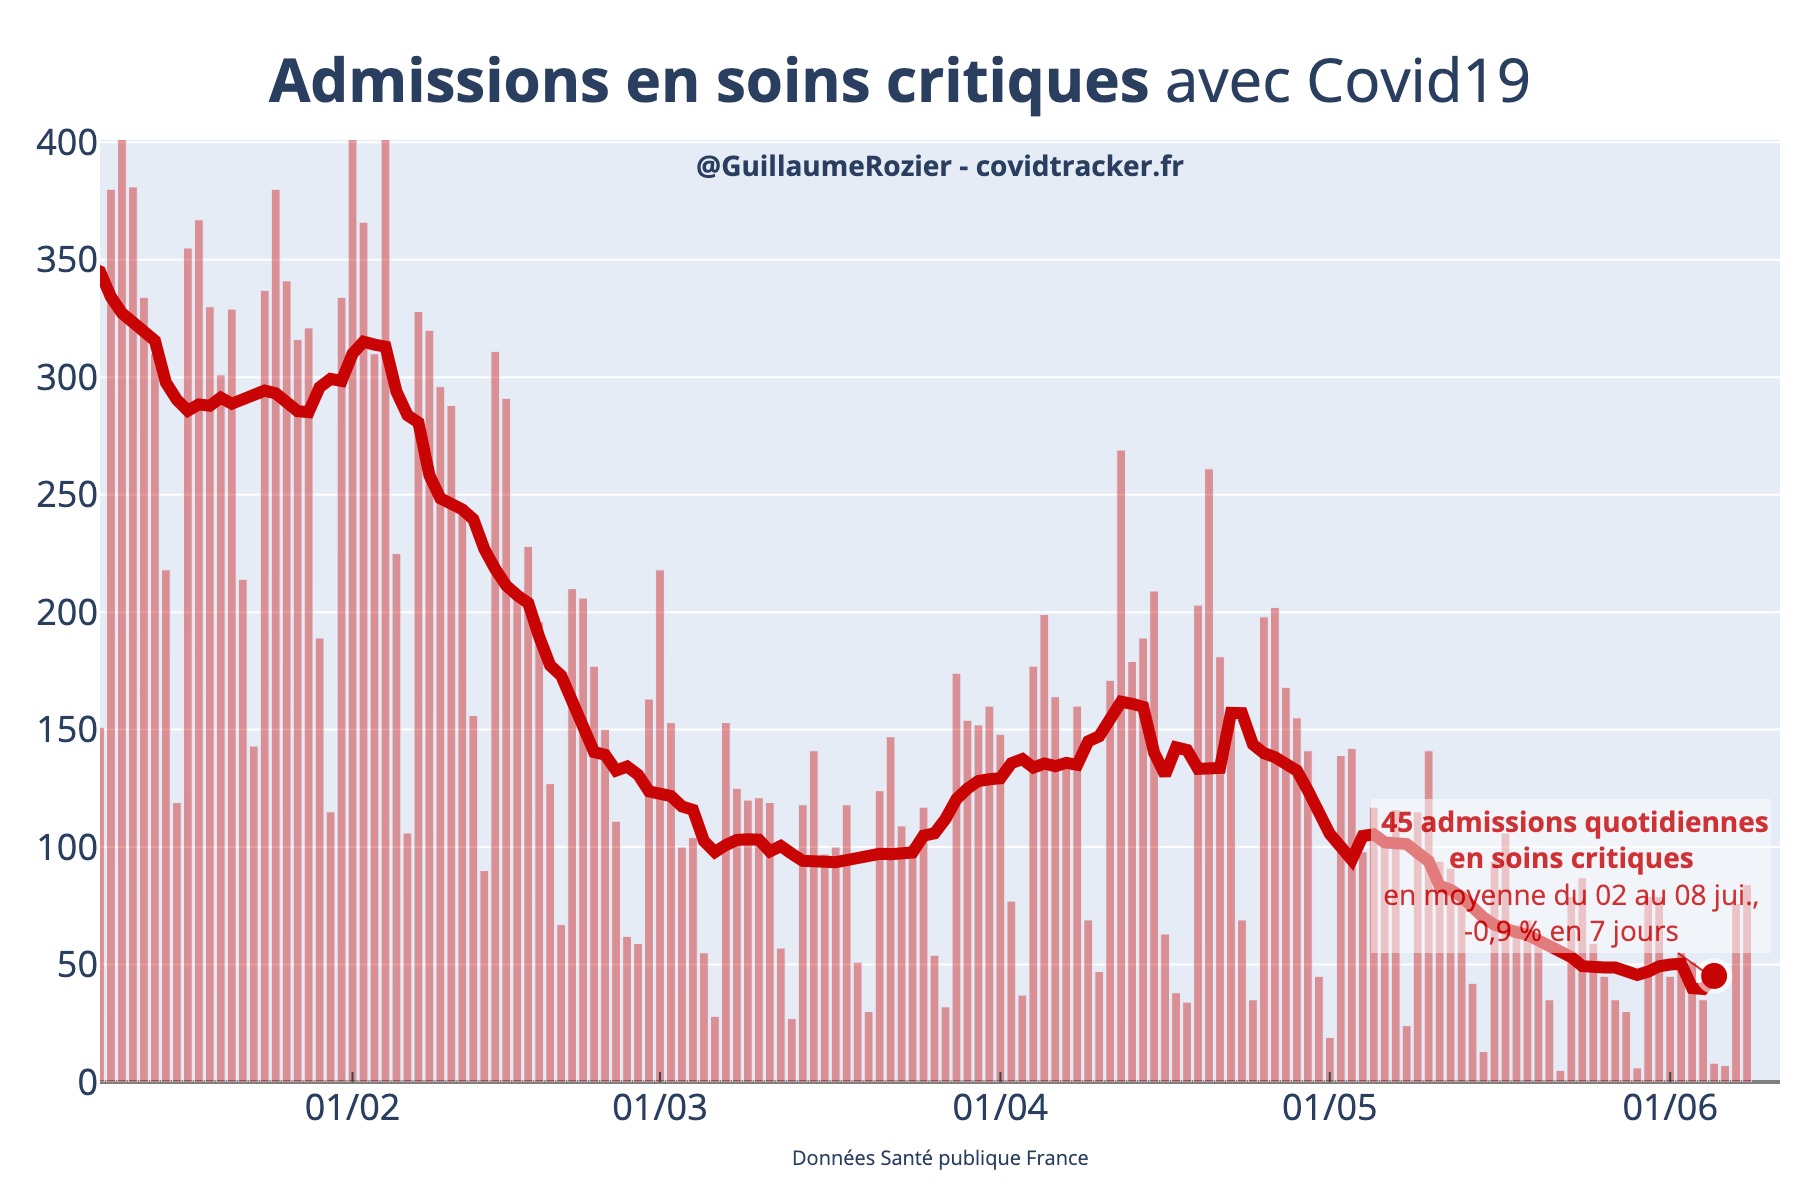 Admissions en soins critiques avec Covid19
@GuillaumeRozier - covidtracker.fr
400
350
300
250
200
150
100
50
0
45 admissions quotidiennes
en soins critiques
en moyenne du 02 au 08 jui.,
-0,9 % en 7 jours
01/02
01/03
01/04
01/05
01/06
Données Santé publique France